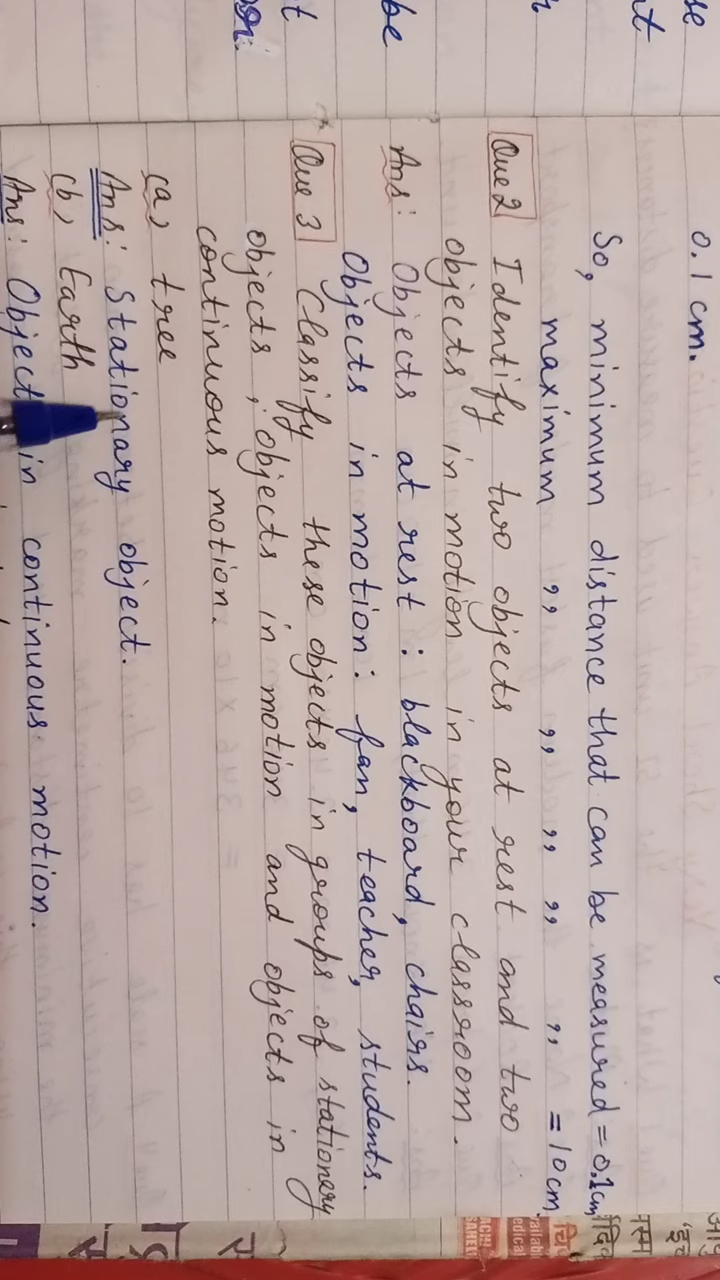 0.1 cm.
So, minimum distance that can be measured = 0.1cm
maximum ,, ,, ,, ,, ,, = 10 cm.
Que 2 Identify two objects at rest and two
objects in motion in your classroom.
Ans: Objects at rest : blackboard, chairs.
Objects in motion : fan, teacher, students.
Que 3 Classify these objects in groups of stationery
objects, objects in motion and objects in
continuous motion.
(a) tree
Ans: Stationary object.
(b) Earth
Ans: Object in continuous motion.